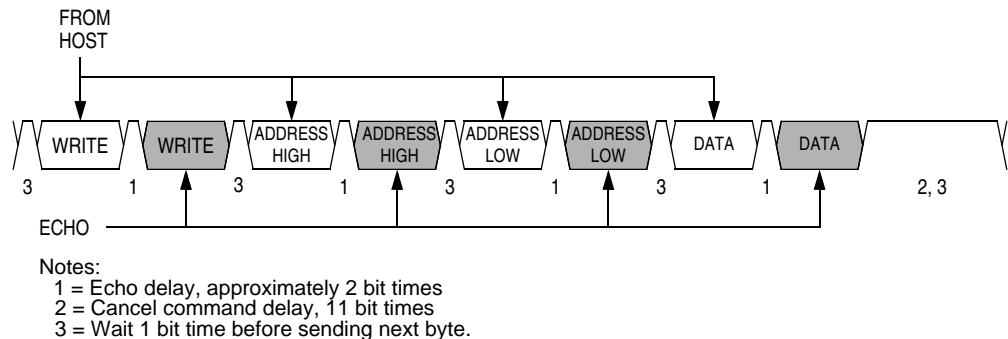 FROM
HOST
WRITE WRITE ADDRESS HIGH ADDRESS HIGH ADDRESS LOW ADDRESS LOW DATA DATA
3 1 3 1 3 1 3 1 2, 3
ECHO
Notes:
1 = Echo delay, approximately 2 bit times
2 = Cancel command delay, 11 bit times
3 = Wait 1 bit time before sending next byte.